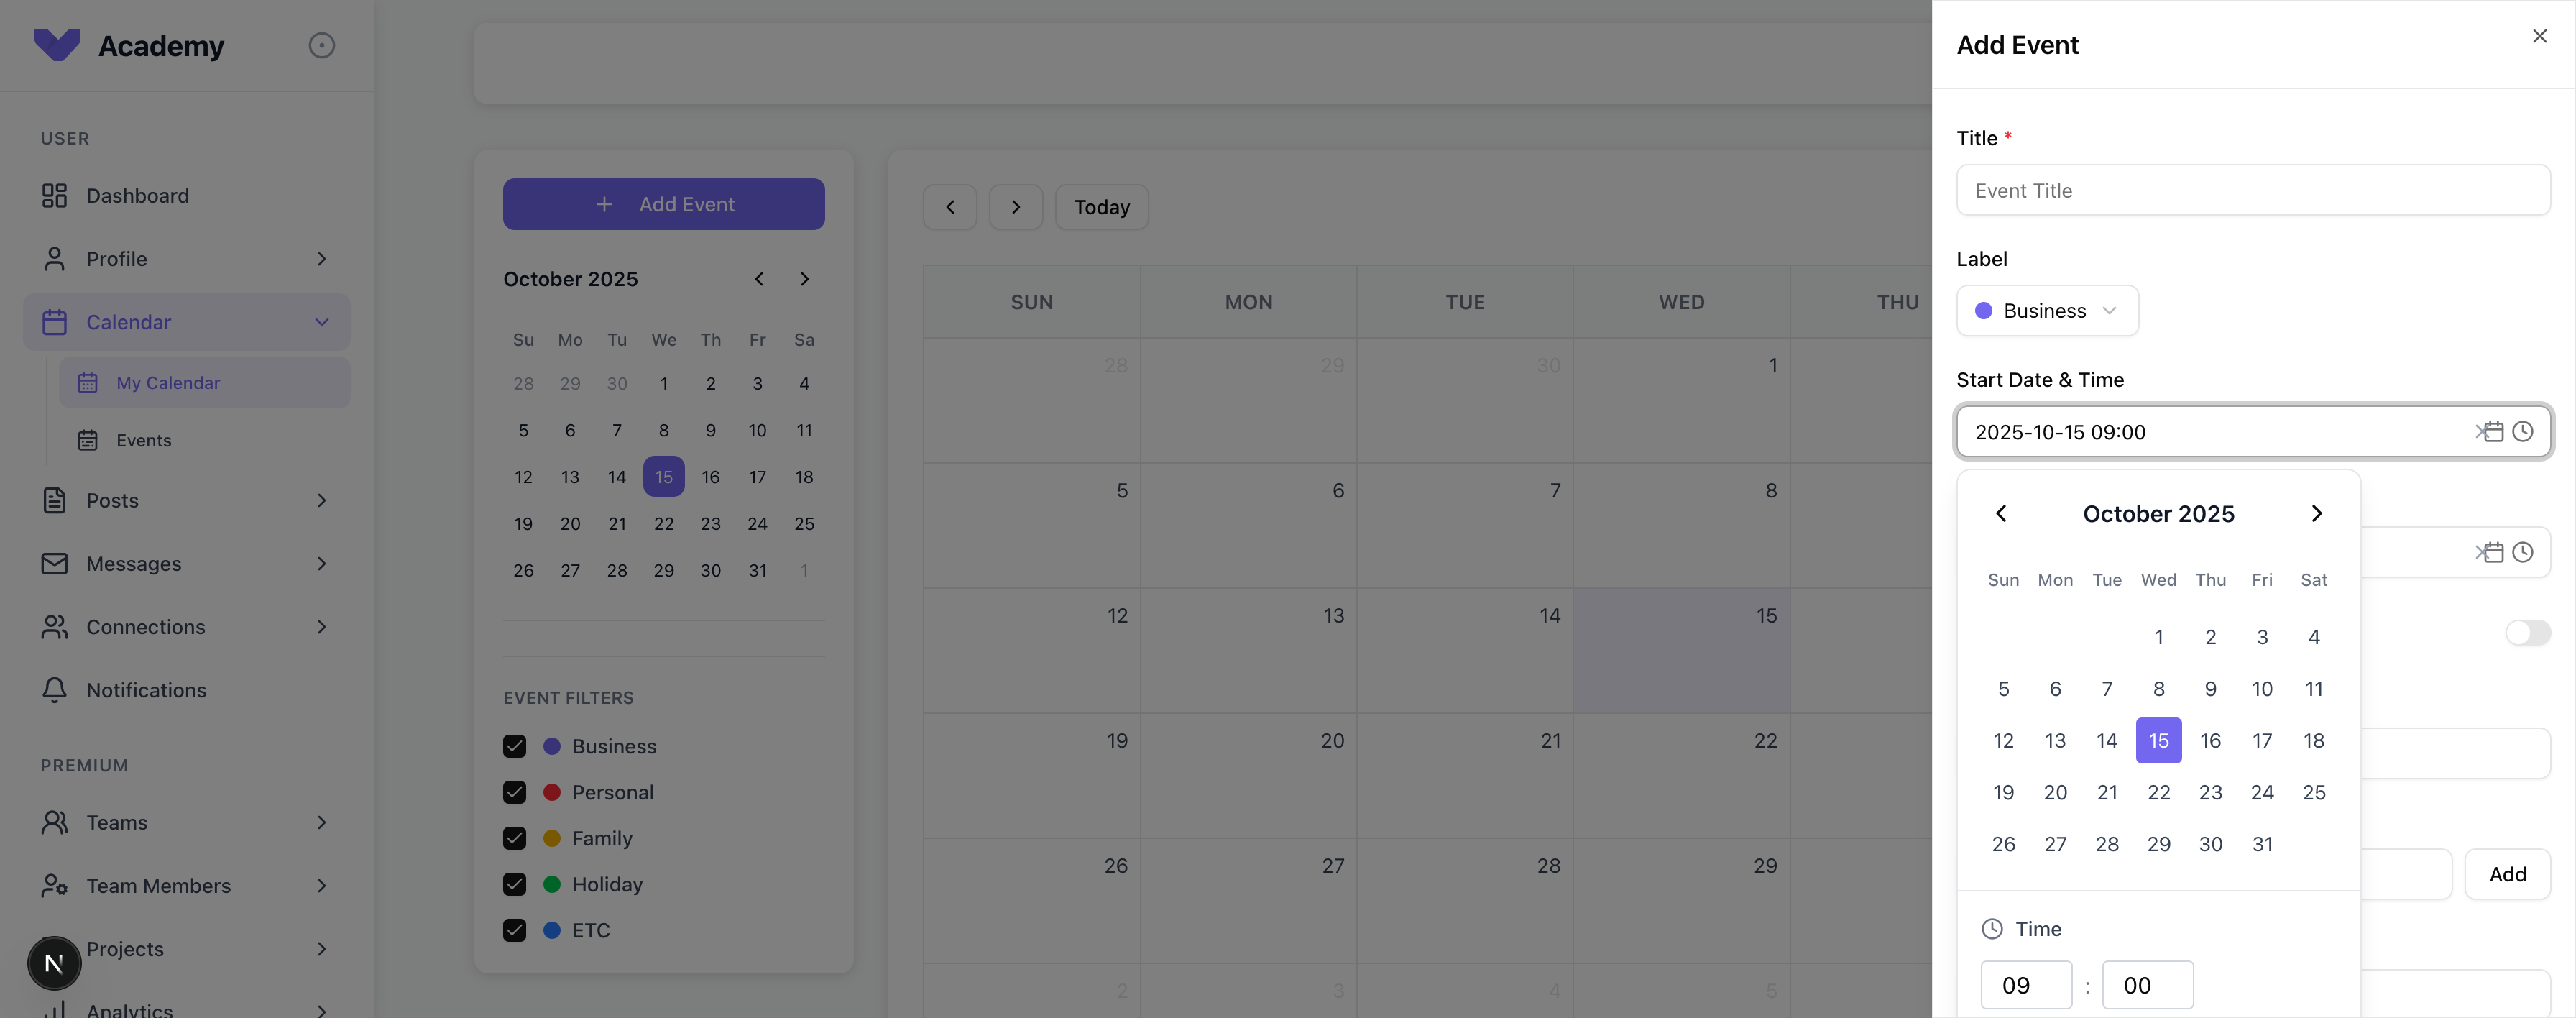 Academy
USER
Dashboard
Profile
Calendar
My Calendar
Events
Posts
Messages
Connections
Notifications
PREMIUM
Teams
Team Members
Projects
Analytics
N
Add Event
October 2025
Su Mo Tu We Th Fr Sa
28 29 30 1 2 3 4
5 6 7 8 9 10 11
12 13 14 15 16 17 18
19 20 21 22 23 24 25
26 27 28 29 30 31 1
EVENT FILTERS
Business
Personal
Family
Holiday
ETC
Today
SUN MON TUE WED THU
28 29 30 1
5 6 7 8
12 13 14 15
19 20 21 22
26 27 28 29
2 3 4 5
Add Event
Title *
Event Title
Label
Business
Start Date & Time
2025-10-15 09:00
October 2025
Sun Mon Tue Wed Thu Fri Sat
1 2 3 4
5 6 7 8 9 10 11
12 13 14 15 16 17 18
19 20 21 22 23 24 25
26 27 28 29 30 31
Time
09 : 00
Add